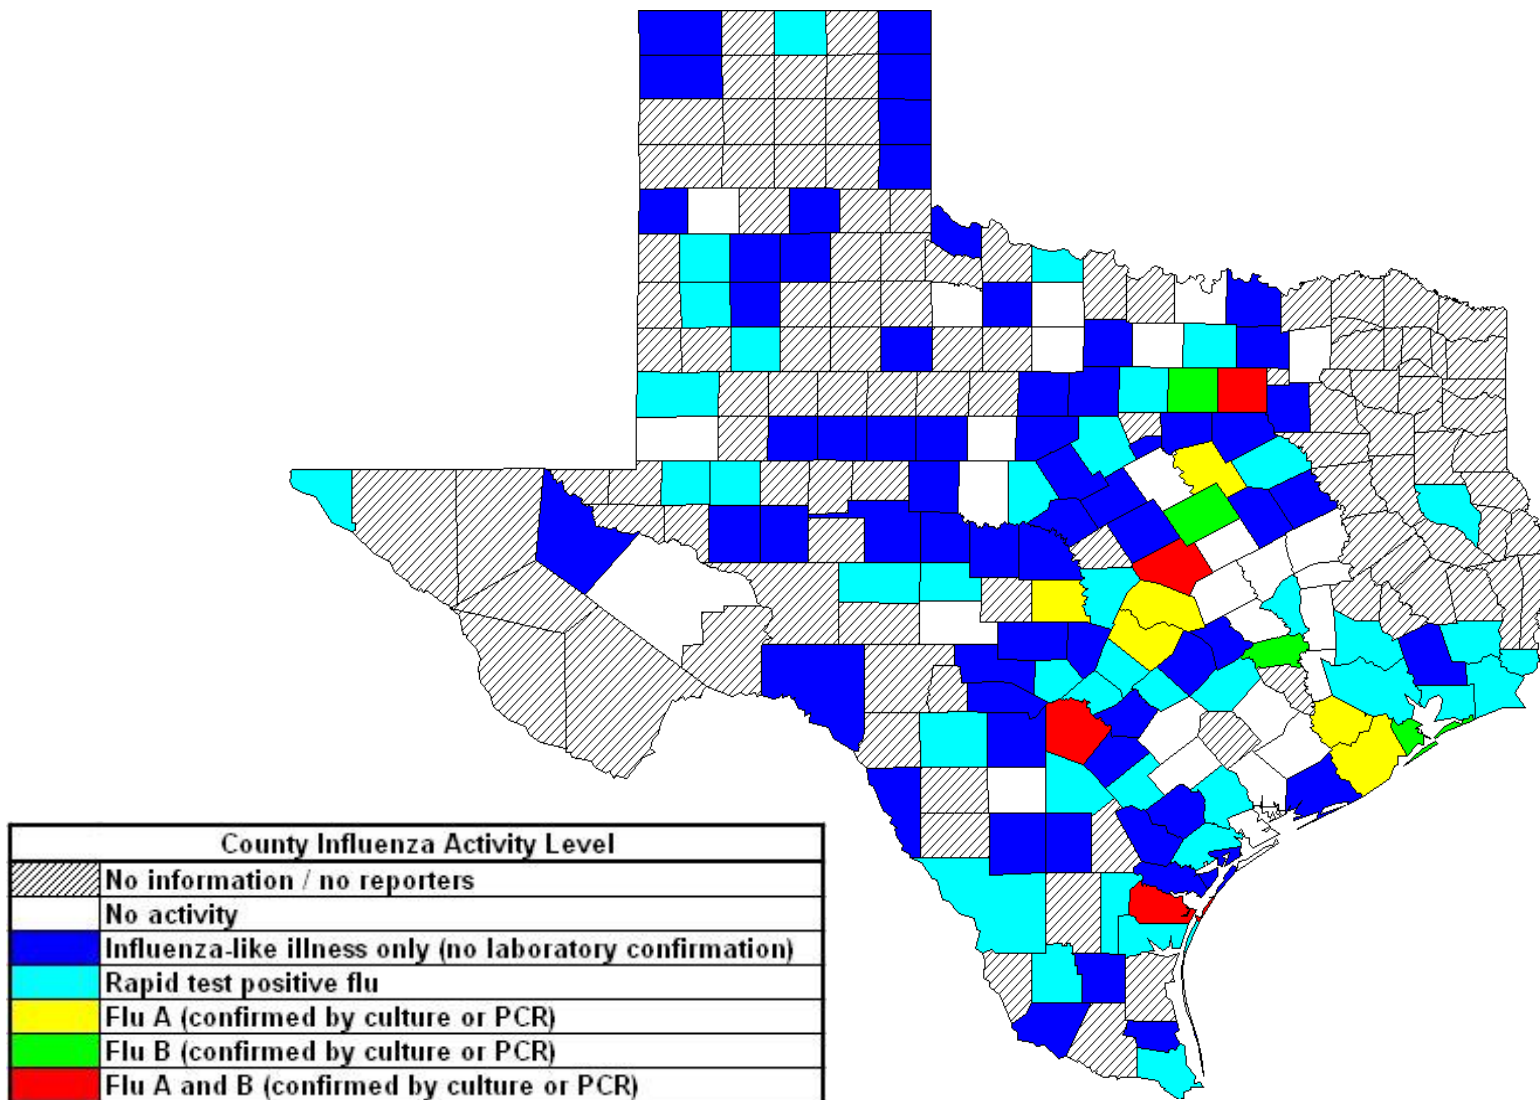 County Influenza Activity Level
No information / no reporters
No activity
Influenza-like illness only (no laboratory confirmation)
Rapid test positive flu
Flu A (confirmed by culture or PCR)
Flu B (confirmed by culture or PCR)
Flu A and B (confirmed by culture or PCR)